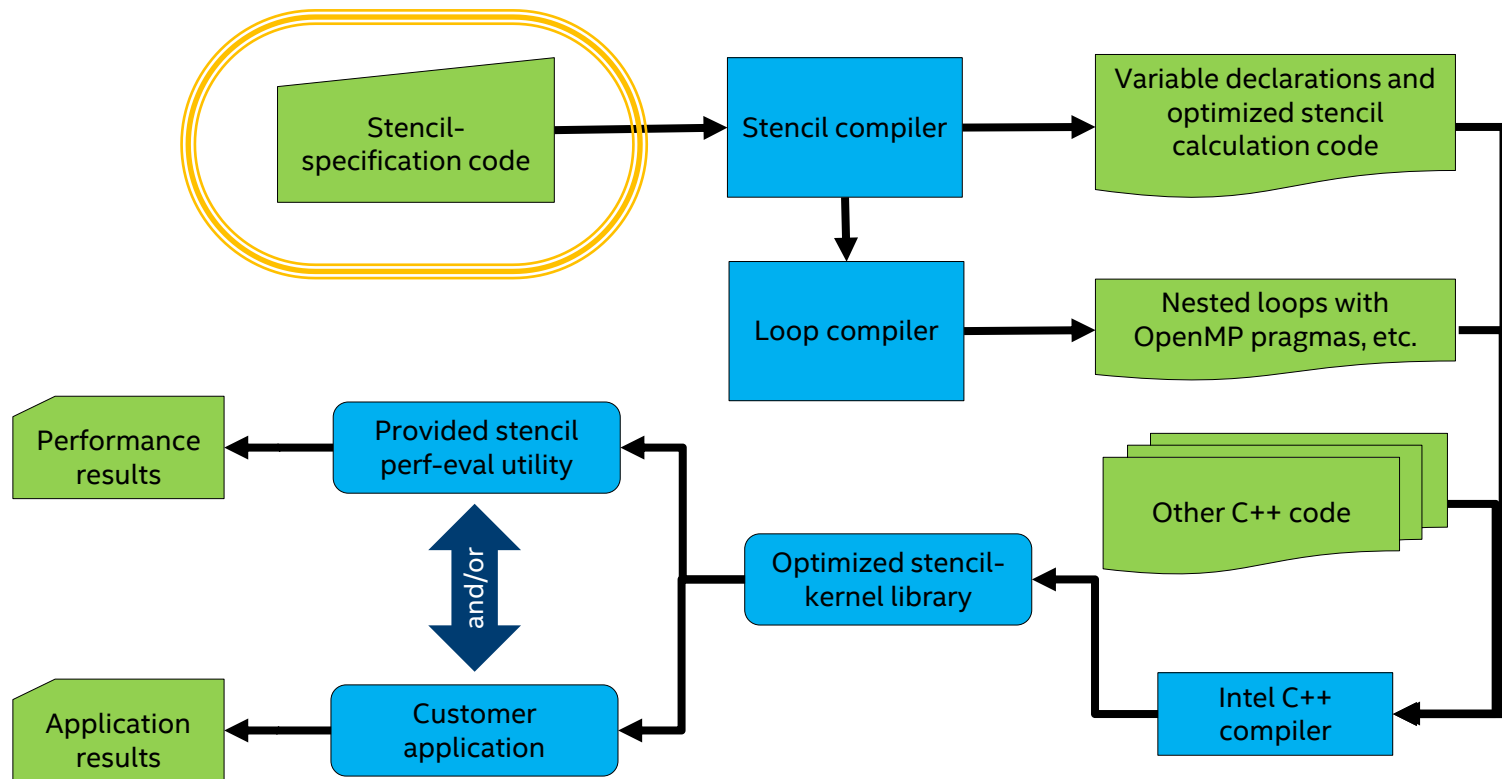 Stencil-
specification code
Stencil compiler
Variable declarations and
optimized stencil
calculation code
Loop compiler
Nested loops with
OpenMP pragmas, etc.
Performance
results
Provided stencil
perf-eval utility
Other C++ code
and/or
Optimized stencil-
kernel library
Application
results
Customer
application
Intel C++
compiler